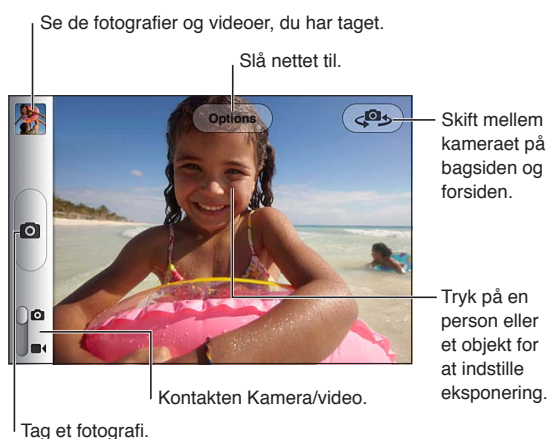 Se de fotografier og videoer, du har taget.
Slå nettet til.
Options
Skift mellem
kameraet på
bagsiden og
forsiden.
Tryk på en
person eller
et objekt for
at indstille
eksponering.
Kontakten Kamera/video.
Tag et fotografi.